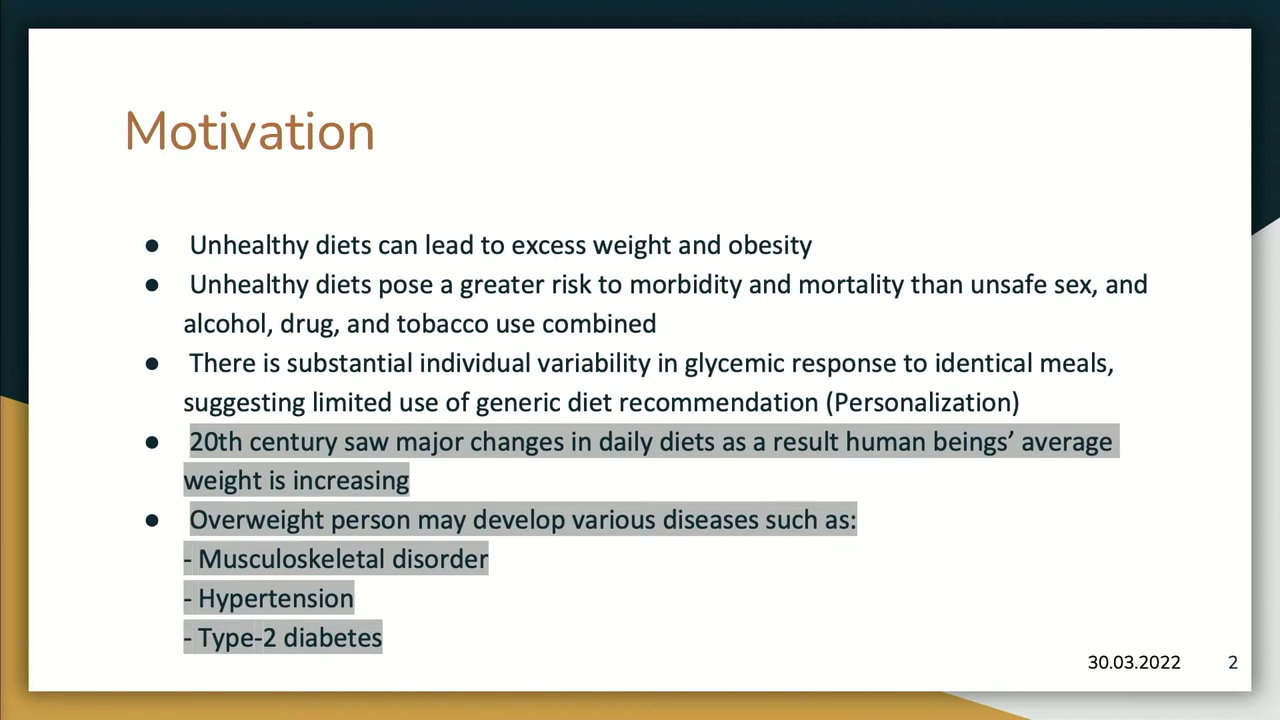 Motivation
● Unhealthy diets can lead to excess weight and obesity
● Unhealthy diets pose a greater risk to morbidity and mortality than unsafe sex, and
alcohol, drug, and tobacco use combined
● There is substantial individual variability in glycemic response to identical meals,
suggesting limited use of generic diet recommendation (Personalization)
● 20th century saw major changes in daily diets as a result human beings’ average
weight is increasing
● Overweight person may develop various diseases such as:
- Musculoskeletal disorder
- Hypertension
- Type-2 diabetes
30.03.2022 2